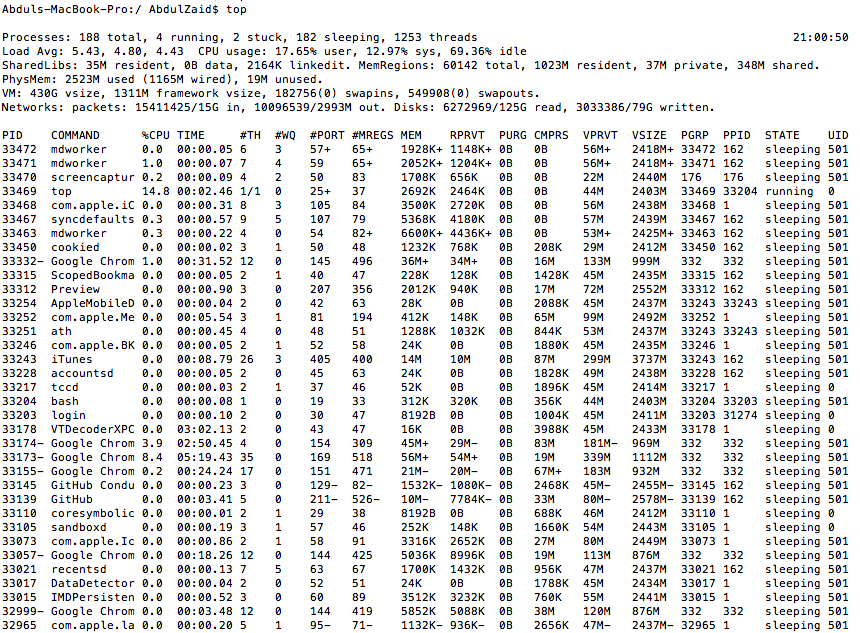 Abduls-MacBook-Pro:/ AbdulZaid$ top
Processes: 188 total, 4 running, 2 stuck, 182 sleeping, 1253 threads 21:00:50
Load Avg: 5.43, 4.80, 4.43 CPU usage: 17.65% user, 12.97% sys, 69.36% idle
SharedLibs: 35M resident, 0B data, 2164K linkedit. MemRegions: 60142 total, 1023M resident, 37M private, 348M shared.
PhysMem: 2523M used (1165M wired), 19M unused.
VM: 430G vsize, 1311M framework vsize, 182756(0) swapins, 549908(0) swapouts.
Networks: packets: 15411425/15G in, 10096539/2993M out. Disks: 6272969/125G read, 3033386/79G written.
PID COMMAND %CPU TIME #TH #WQ #PORT #MREGS MEM RPRVT PURG CMPRS VPRVT VSIZE PGRP PPID STATE UID
33472 mdworker 0.0 00:00.05 6 3 57+ 65+ 1928K+ 1148K+ 0B 0B 56M+ 2418M+ 33472 162 sleeping 501
33471 mdworker 1.0 00:00.07 7 4 59 65+ 2052K+ 1204K+ 0B 0B 56M+ 2418M+ 33471 162 sleeping 501
33470 screencaptur 0.2 00:00.09 4 2 50 83 1708K 656K 0B 0B 22M 2440M 176 176 sleeping 501
33469 top 14.8 00:02.46 1/1 0 25+ 37 2692K 2464K 0B 0B 44M 2403M 33469 33204 running 0
33468 com.apple.iC 0.0 00:00.31 8 3 105 84 3500K 2720K 0B 0B 56M 2438M 33468 1 sleeping 501
33467 syncdefaults 0.3 00:00.57 9 5 107 79 5368K 4180K 0B 0B 57M 2439M 33467 162 sleeping 501
33463 mdworker 0.3 00:00.22 4 0 54 82+ 6600K+ 4436K+ 0B 0B 53M+ 2425M+ 33463 162 sleeping 501
33450 cookied 0.0 00:00.02 3 1 50 48 1232K 768K 0B 208K 29M 2412M 33450 162 sleeping 501
33332- Google Chrom 1.0 00:31.52 12 0 145 496 36M+ 34M+ 0B 16M 133M 999M 332 332 sleeping 501
33315 ScopedBookma 0.0 00:00.05 2 1 40 47 228K 128K 0B 1428K 45M 2435M 33315 162 sleeping 501
33312 Preview 0.0 00:00.90 3 0 207 356 2012K 940K 0B 17M 72M 2552M 33312 162 sleeping 501
33254 AppleMobileD 0.0 00:00.04 2 0 42 63 28K 0B 0B 2088K 45M 2437M 33243 33243 sleeping 501
33252 com.apple.Me 0.0 00:05.54 3 1 81 194 412K 148K 0B 65M 99M 2492M 33252 1 sleeping 501
33251 ath 0.0 00:00.45 4 0 48 51 1288K 1032K 0B 844K 53M 2437M 33243 33243 sleeping 501
33246 com.apple.BK 0.0 00:00.05 2 1 52 58 24K 0B 0B 1880K 45M 2435M 33246 1 sleeping 501
33243 iTunes 0.0 00:08.79 26 3 405 400 14M 10M 0B 87M 299M 3737M 33243 162 sleeping 501
33228 accountsd 0.0 00:00.05 2 0 45 63 24K 0B 0B 1828K 49M 2438M 33228 162 sleeping 501
33217 tccd 0.0 00:00.03 2 1 37 46 52K 0B 0B 1896K 45M 2414M 33217 1 sleeping 0
33204 bash 0.0 00:00.08 1 0 19 33 312K 320K 0B 356K 44M 2403M 33204 33203 sleeping 501
33203 login 0.0 00:00.10 2 0 30 47 8192B 0B 0B 1004K 45M 2411M 33203 31274 sleeping 0
33178 VTDecoderXPC 0.0 03:02.13 2 0 43 47 16K 0B 0B 3988K 45M 2433M 33178 1 sleeping 501
33174- Google Chrom 3.9 02:50.45 4 0 154 309 45M+ 29M- 0B 83M 181M- 969M 332 332 sleeping 501
33173- Google Chrom 8.4 05:19.43 35 0 169 518 56M+ 54M+ 0B 19M 339M 1112M 332 332 sleeping 501
33155- Google Chrom 0.2 00:24.24 17 0 151 471 21M- 20M- 0B 67M+ 183M 932M 332 332 sleeping 501
33145 GitHub Condu 0.0 00:00.23 3 0 129- 82- 1532K- 1080K- 0B 2468K 45M- 2455M- 33145 162 sleeping 501
33139 GitHub 0.0 00:03.41 5 0 211- 526- 10M- 7784K- 0B 33M 80M- 2578M- 33139 162 sleeping 501
33110 coresymbolic 0.0 00:00.01 2 1 29 38 8192B 0B 0B 688K 46M 2412M 33110 1 sleeping 0
33105 sandboxd 0.0 00:00.19 3 1 57 46 252K 148K 0B 1660K 54M 2443M 33105 1 sleeping 0
33073 com.apple.Ic 0.0 00:00.86 2 1 58 91 3316K 2652K 0B 27M 80M 2449M 33073 1 sleeping 501
33057- Google Chrom 0.0 00:18.26 12 0 144 425 5036K 8996K 0B 19M 113M 876M 332 332 sleeping 501
33021 recentsd 0.0 00:00.13 7 5 63 67 1700K 1432K 0B 956K 47M 2437M 33021 162 sleeping 501
33017 DataDetector 0.0 00:00.04 2 0 52 51 24K 0B 0B 1788K 45M 2434M 33017 1 sleeping 501
33015 IMDPersisten 0.0 00:00.52 3 0 60 89 3512K 3232K 0B 760K 55M 2441M 33015 1 sleeping 501
32999- Google Chrom 0.0 00:03.48 12 0 144 419 5852K 5088K 0B 38M 120M 876M 332 332 sleeping 501
32965 com.apple.la 0.0 00:00.20 5 1 95- 71- 1132K- 936K- 0B 2656K 47M- 2437M- 32965 1 sleeping 501